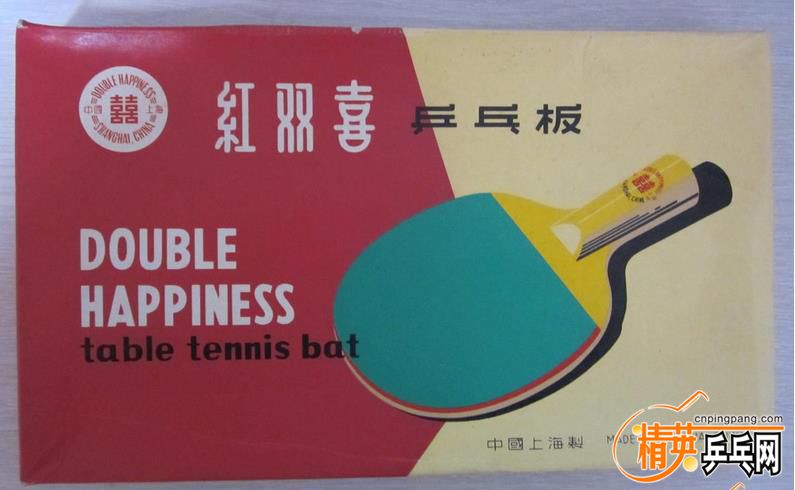 DOUBLE HAPPINESS
中國 囍 上海
SHANGHAI, CHINA
紅双喜 乒乓板
DOUBLE
HAPPINESS
table tennis bat
中國上海製 MADE
cnpingpang.com
精英乒乓网